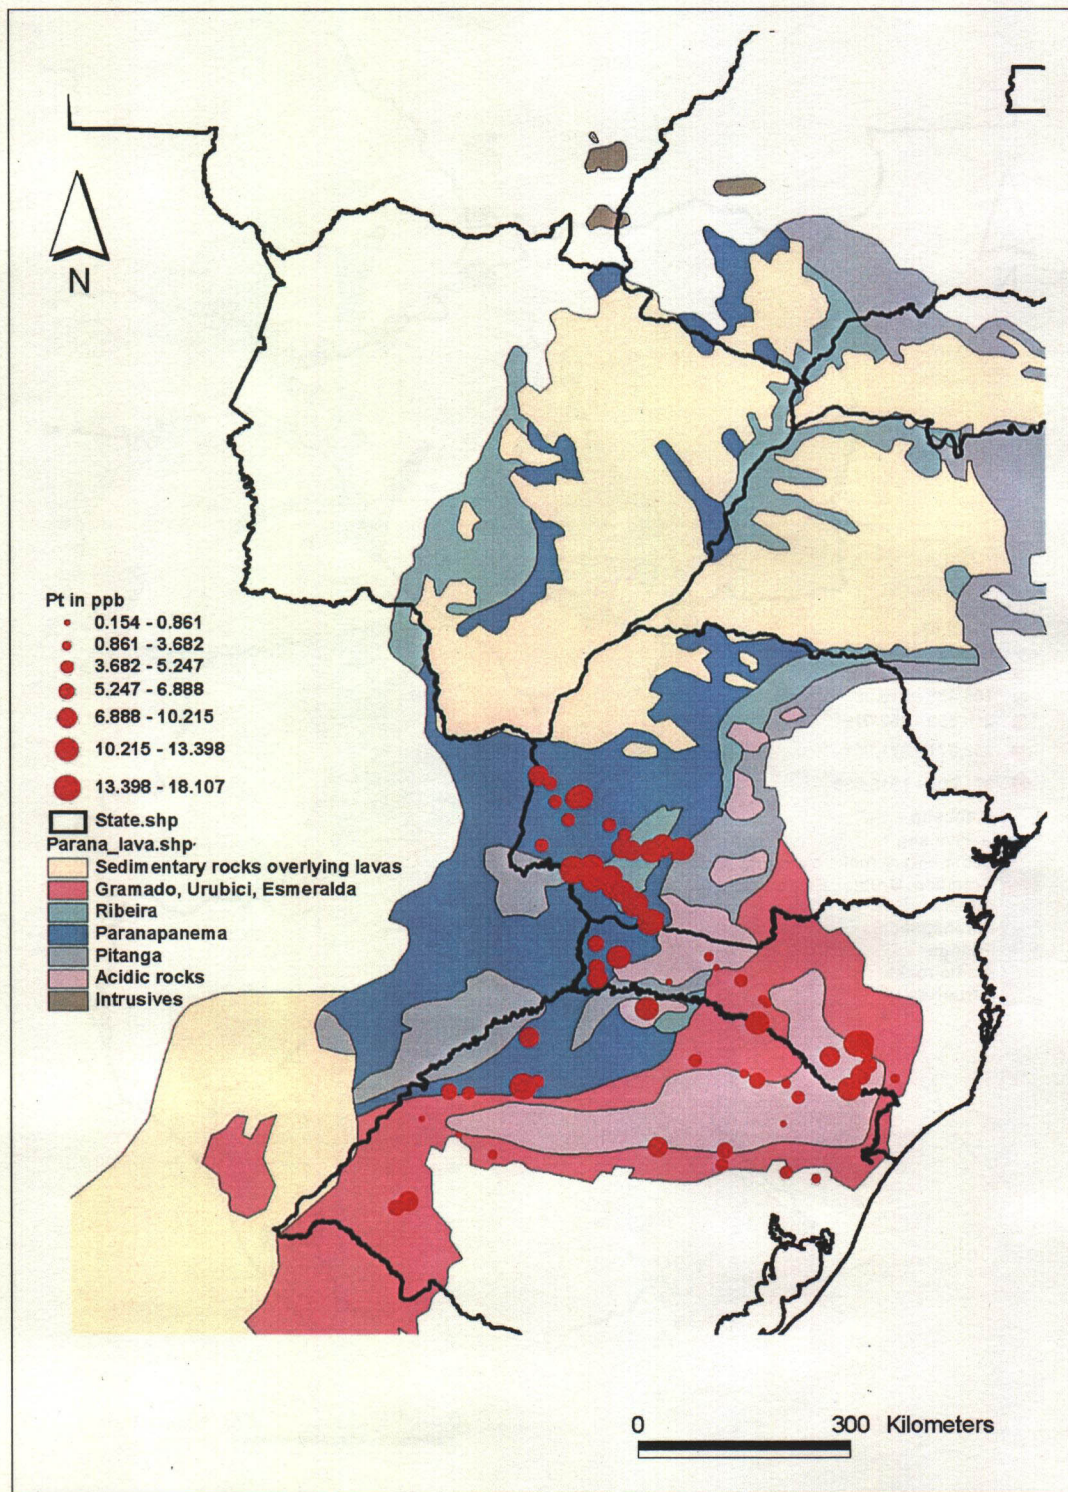 N
Pt in ppb
0.154 - 0.861
0.861 - 3.682
3.682 - 5.247
5.247 - 6.888
6.888 - 10.215
10.215 - 13.398
13.398 - 18.107
State.shp
Parana_lava.shp
Sedimentary rocks overlying lavas
Gramado, Urubici, Esmeralda
Ribeira
Paranapanema
Pitanga
Acidic rocks
Intrusives
0 300 Kilometers